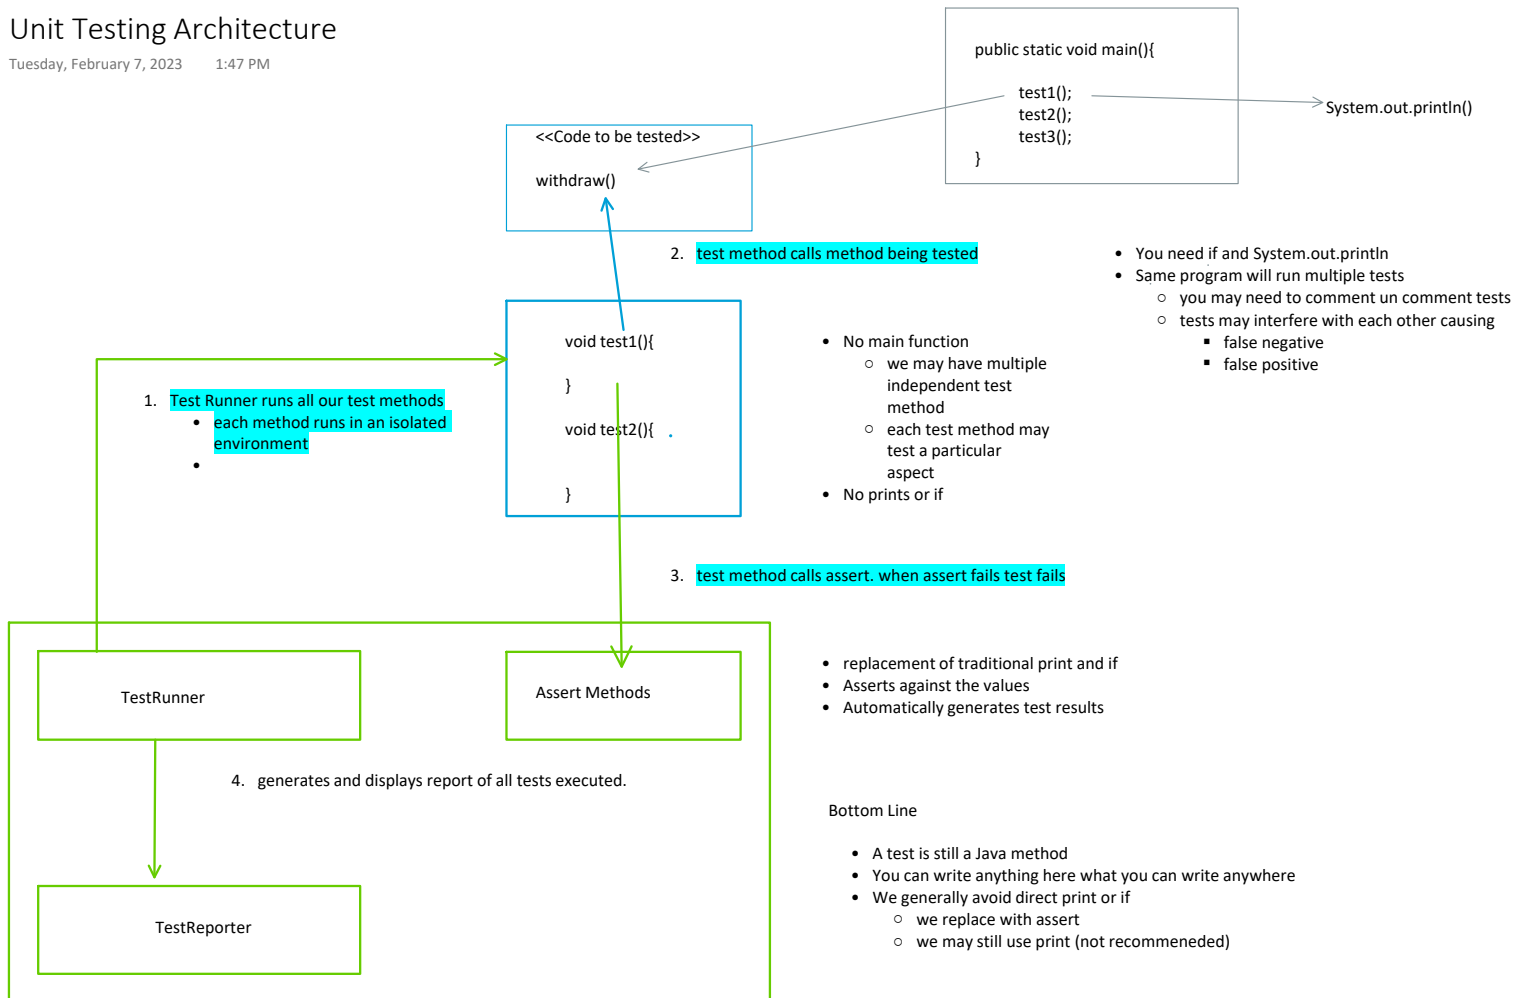 Unit Testing Architecture
Tuesday, February 7, 2023 1:47 PM
public static void main(){
test1();
test2();
test3();
}
System.out.println()
<<Code to be tested>>
withdraw()
2. test method calls method being tested
• You need if and System.out.println
• Same program will run multiple tests
○ you may need to comment un comment tests
○ tests may interfere with each other causing
▪ false negative
▪ false positive
void test1(){
}
void test2(){
}
• No main function
○ we may have multiple
independent test
method
○ each test method may
test a particular
aspect
• No prints or if
1. Test Runner runs all our test methods
• each method runs in an isolated
environment
•
3. test method calls assert. when assert fails test fails
TestRunner
Assert Methods
• replacement of traditional print and if
• Asserts against the values
• Automatically generates test results
4. generates and displays report of all tests executed.
TestReporter
Bottom Line
• A test is still a Java method
• You can write anything here what you can write anywhere
• We generally avoid direct print or if
○ we replace with assert
○ we may still use print (not recommeneded)